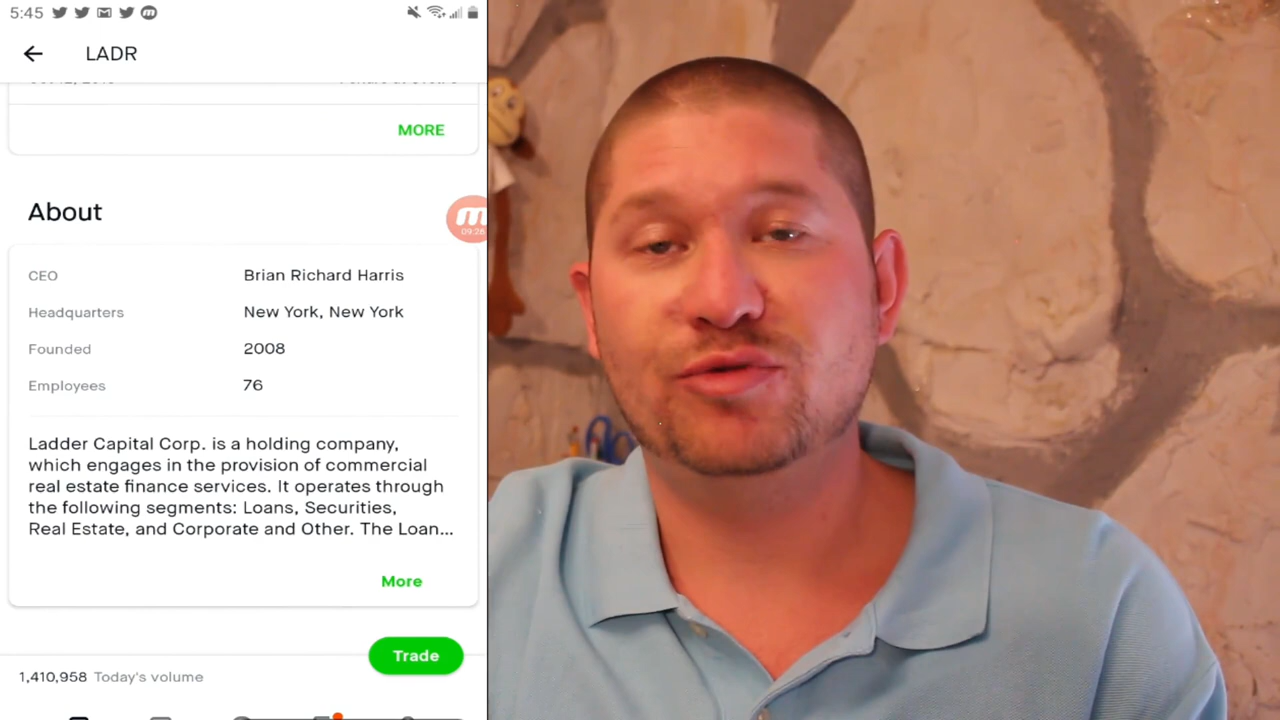 5:45
LADR
MORE
About
09:26
CEO Brian Richard Harris
Headquarters New York, New York
Founded 2008
Employees 76
Ladder Capital Corp. is a holding company,
which engages in the provision of commercial
real estate finance services. It operates through
the following segments: Loans, Securities,
Real Estate, and Corporate and Other. The Loan...
More
Trade
1,410,958 Today's volume